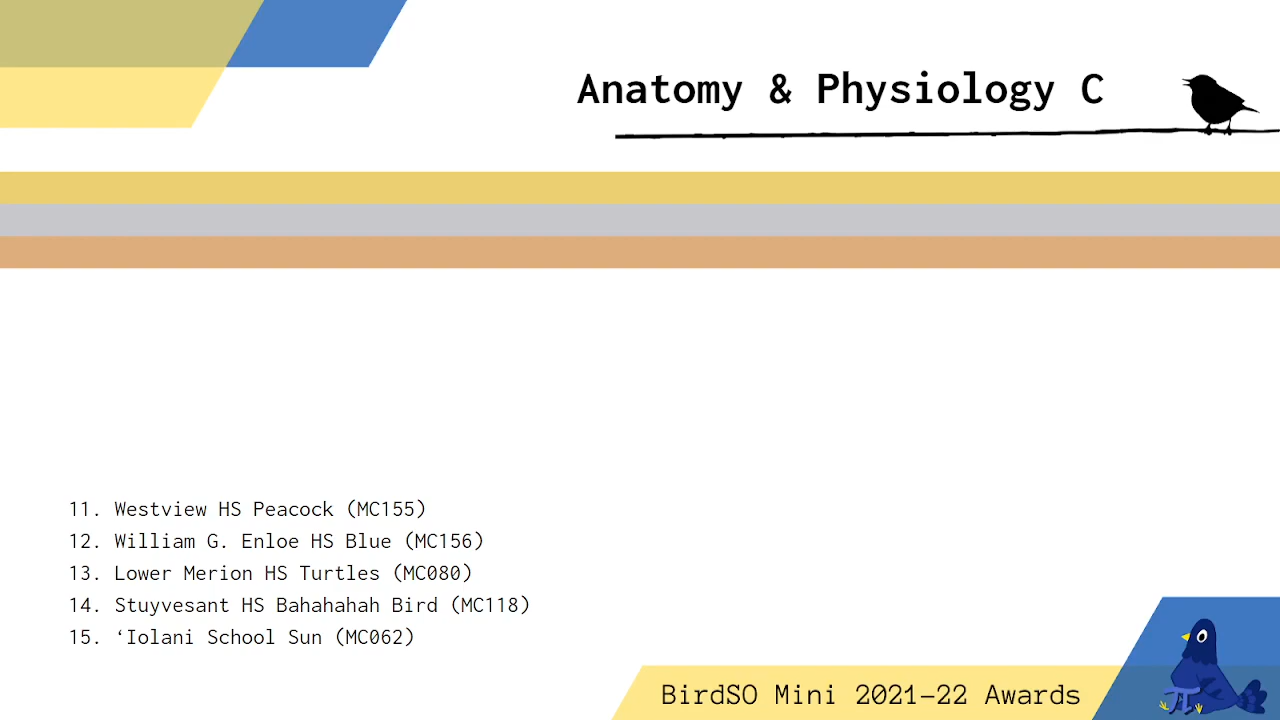 Anatomy & Physiology C
11. Westview HS Peacock (MC155)
12. William G. Enloe HS Blue (MC156)
13. Lower Merion HS Turtles (MC080)
14. Stuyvesant HS Bahahahah Bird (MC118)
15. ‘Iolani School Sun (MC062)
BirdSO Mini 2021–22 Awards
π